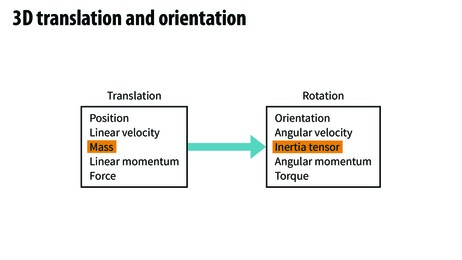 3D translation and orientation
Translation
Position
Linear velocity
Mass
Linear momentum
Force
Rotation
Orientation
Angular velocity
Inertia tensor
Angular momentum
Torque